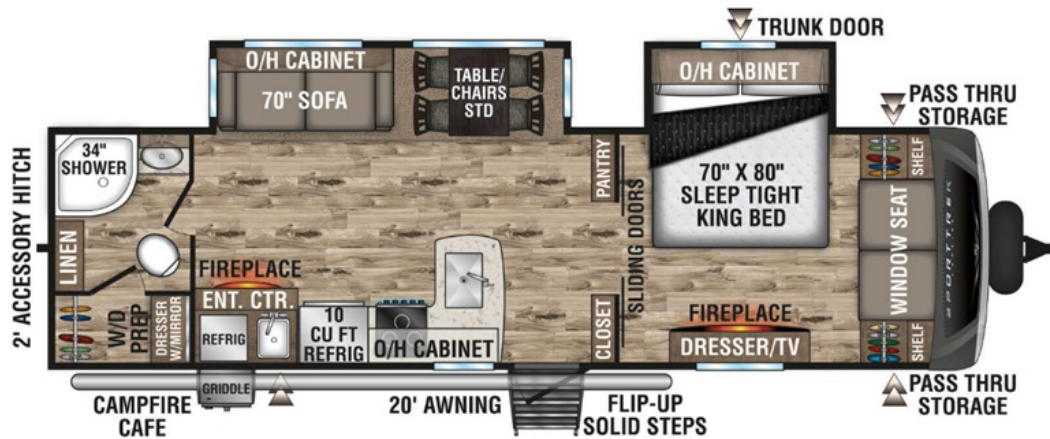 TRUNK DOOR
O/H CABINET
70" SOFA
TABLE/
CHAIRS
STD
O/H CABINET
PASS THRU
STORAGE
34"
SHOWER
PANTRY
SLIDING DOORS
70" X 80"
SLEEP TIGHT
KING BED
SHELF
WINDOW SEAT
SPORTTREK
2' ACCESSORY HITCH
LINEN
FIREPLACE
ENT. CTR.
W/D
PREP
DRESSER
W/MIRROR
REFRIG
10
CU FT
REFRIG
O/H CABINET
CLOSET
FIREPLACE
DRESSER/TV
SHELF
GRIDDLE
CAMPFIRE
CAFE
20' AWNING
FLIP-UP
SOLID STEPS
PASS THRU
STORAGE